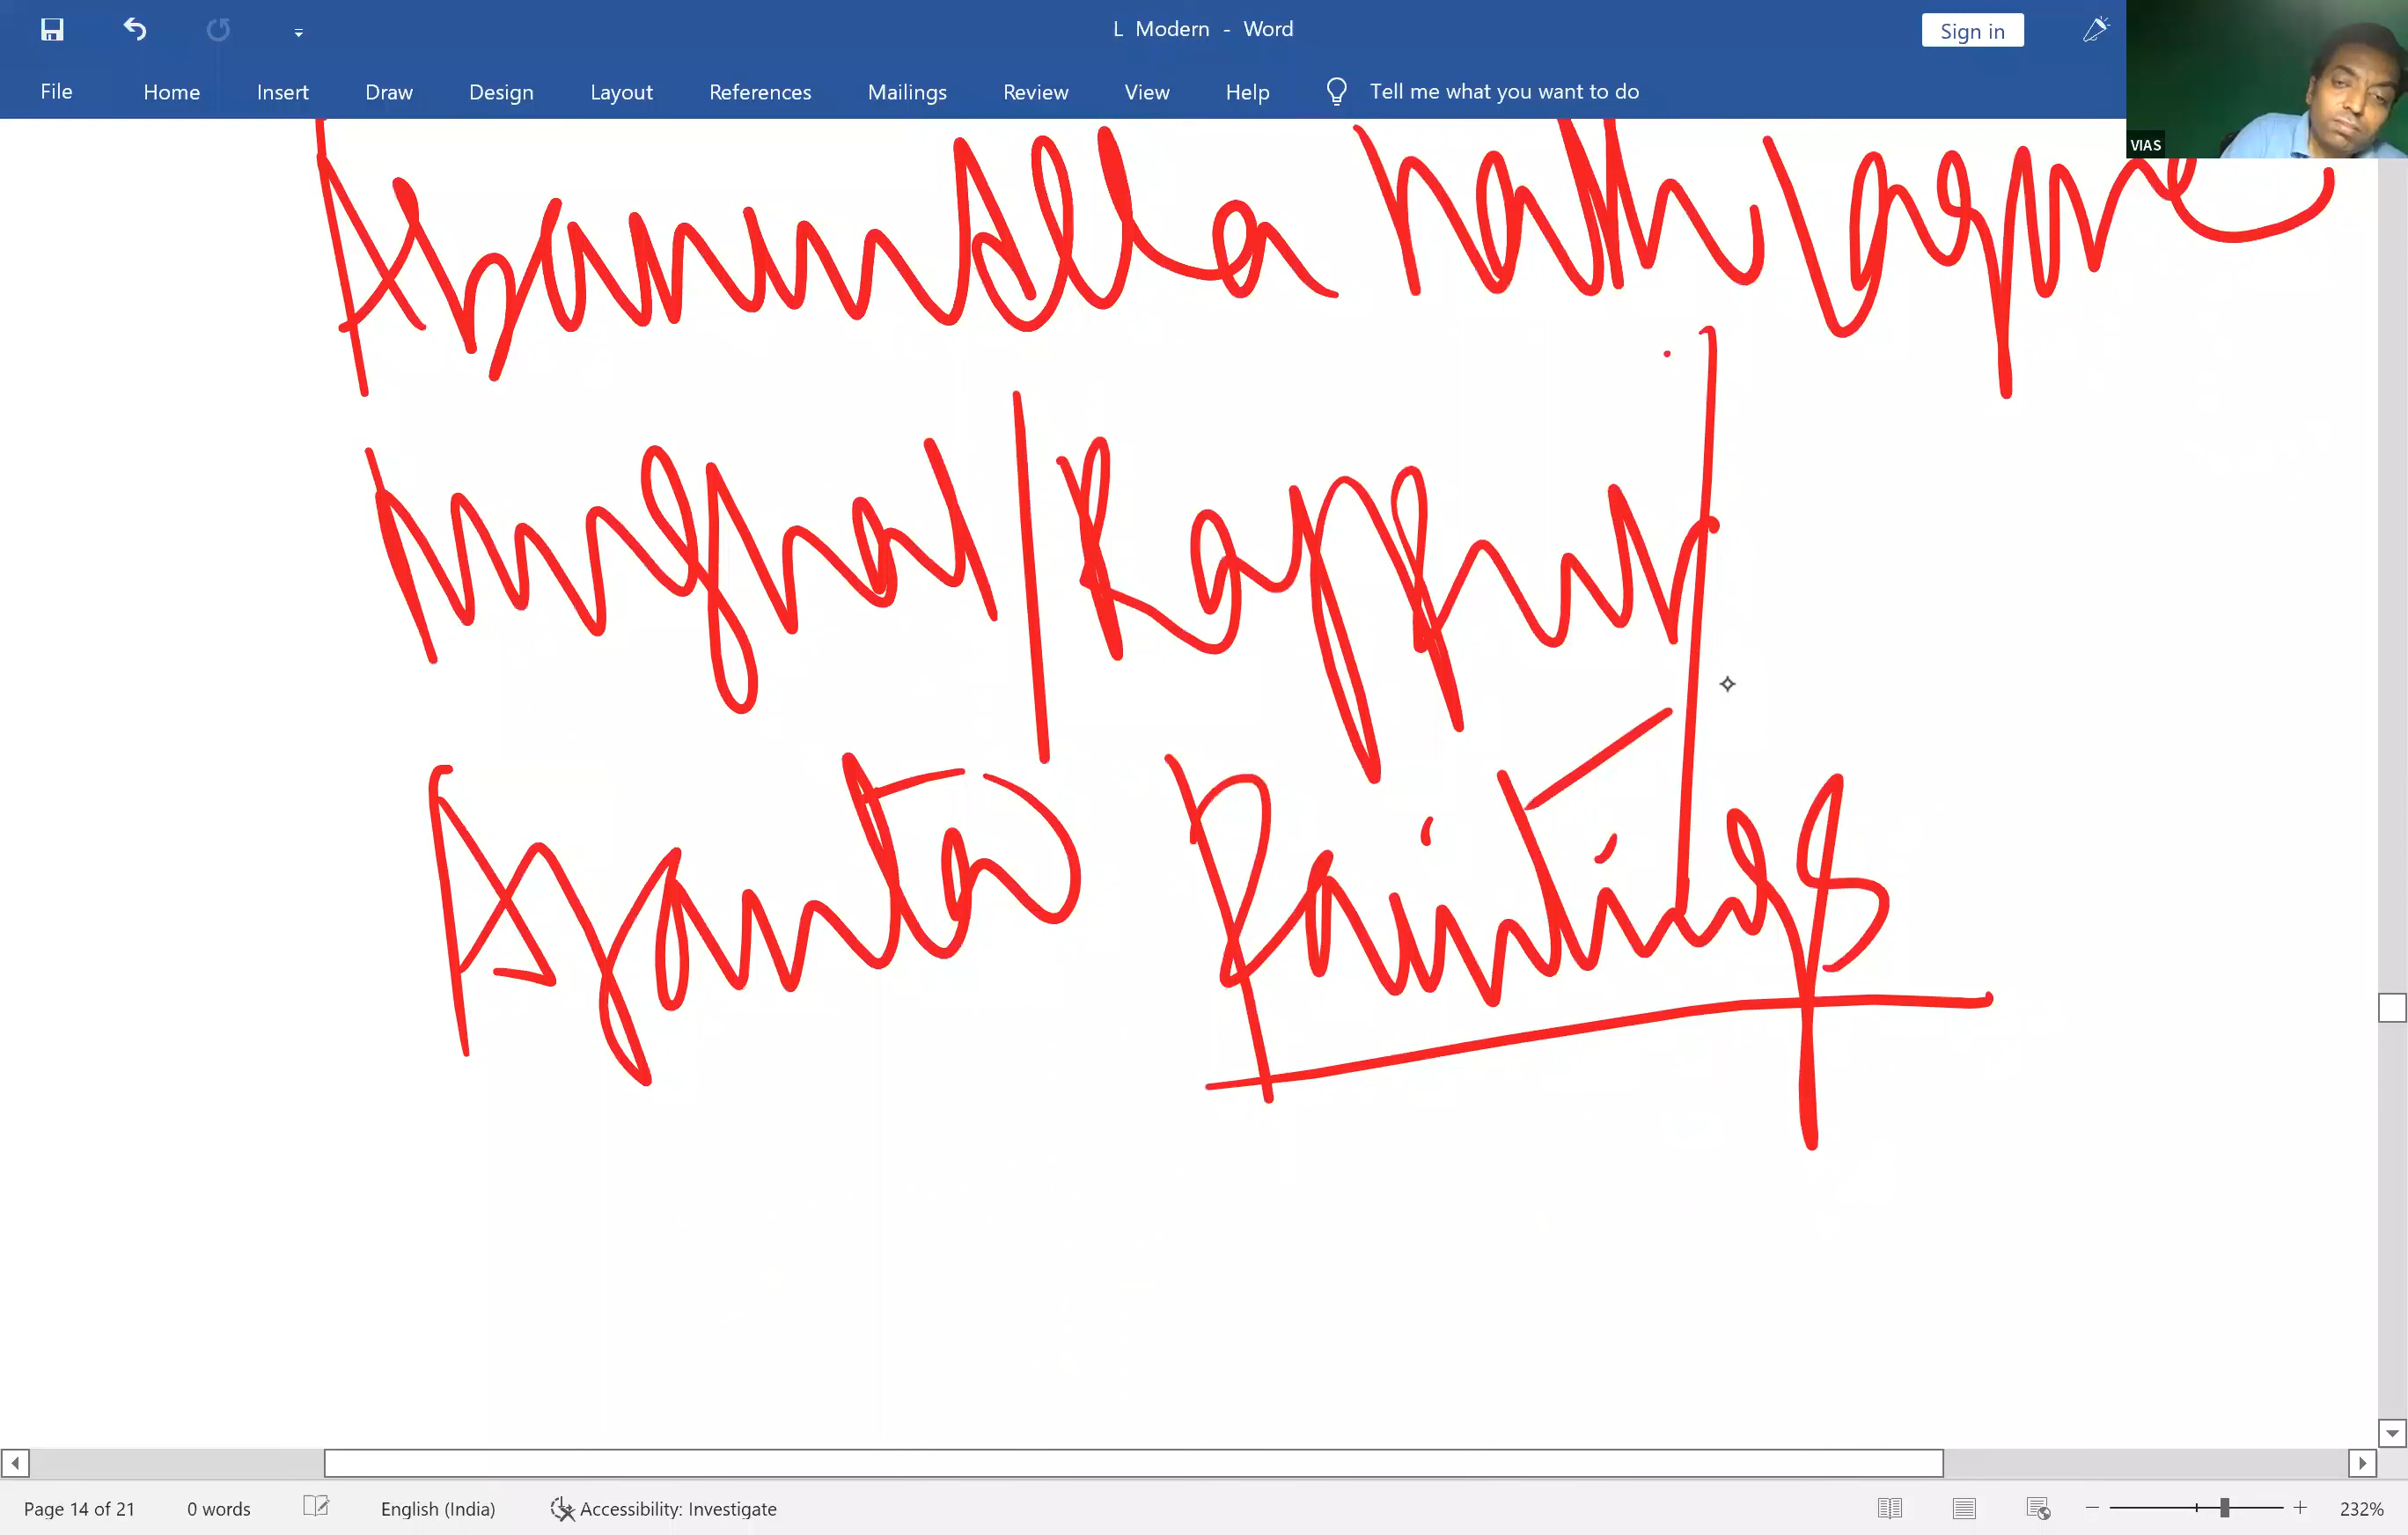 L Modern - Word
Sign in
File Home Insert Draw Design Layout References Mailings Review View Help Tell me what you want to do
VIAS
Nath Tagore
Mughal / Rajput
Ajanta Paintings
Page 14 of 21 0 words English (India) Accessibility: Investigate 232%